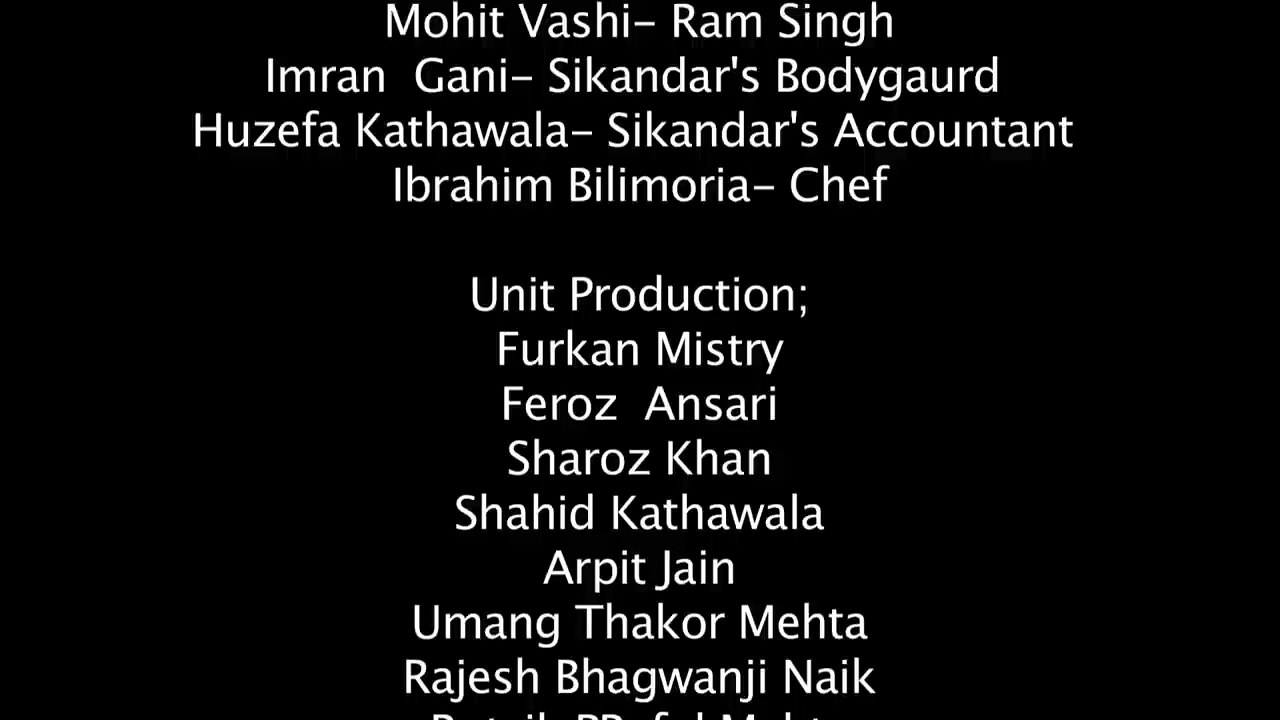 Mohit Vashi- Ram Singh
Imran  Gani- Sikandar's Bodygaurd
Huzefa Kathawala- Sikandar's Accountant
Ibrahim Bilimoria- Chef
Unit Production;
Furkan Mistry
Feroz  Ansari
Sharoz Khan
Shahid Kathawala
Arpit Jain
Umang Thakor Mehta
Rajesh Bhagwanji Naik